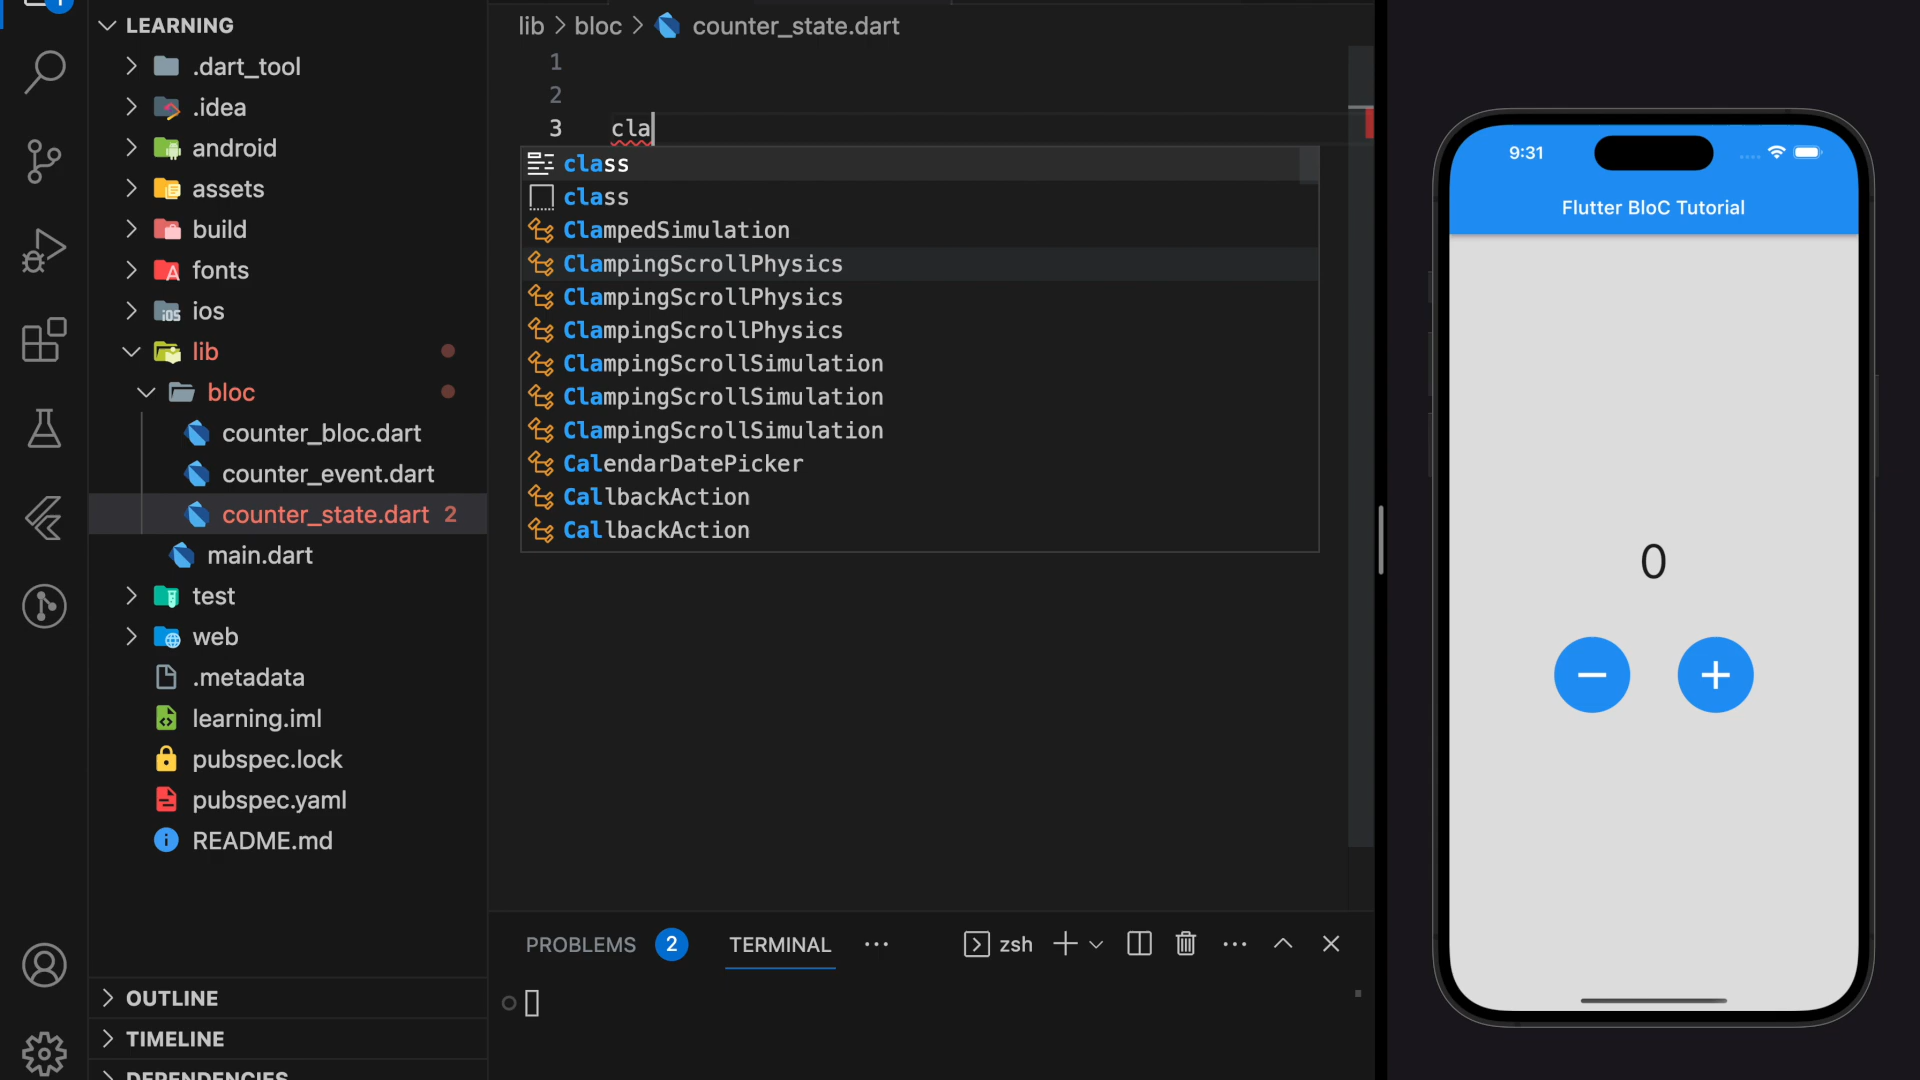 1
LEARNING
.dart_tool
.idea
android
assets
build
fonts
ios
lib
bloc
counter_bloc.dart
counter_event.dart
counter_state.dart 2
main.dart
test
web
.metadata
learning.iml
pubspec.lock
pubspec.yaml
README.md
OUTLINE
TIMELINE
DEPENDENCIES
lib > bloc > counter_state.dart
1
2
3 cla
class
class
ClampedSimulation
ClampingScrollPhysics
ClampingScrollPhysics
ClampingScrollPhysics
ClampingScrollSimulation
ClampingScrollSimulation
ClampingScrollSimulation
CalendarDatePicker
CallbackAction
CallbackAction
PROBLEMS 2 TERMINAL ... zsh
9:31
Flutter BloC Tutorial
0